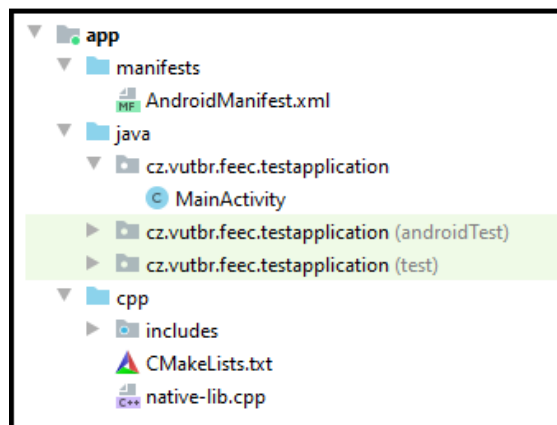 app
manifests
MF AndroidManifest.xml
java
cz.vutbr.feec.testapplication
C MainActivity
cz.vutbr.feec.testapplication (androidTest)
cz.vutbr.feec.testapplication (test)
cpp
includes
CMakeLists.txt
C++ native-lib.cpp